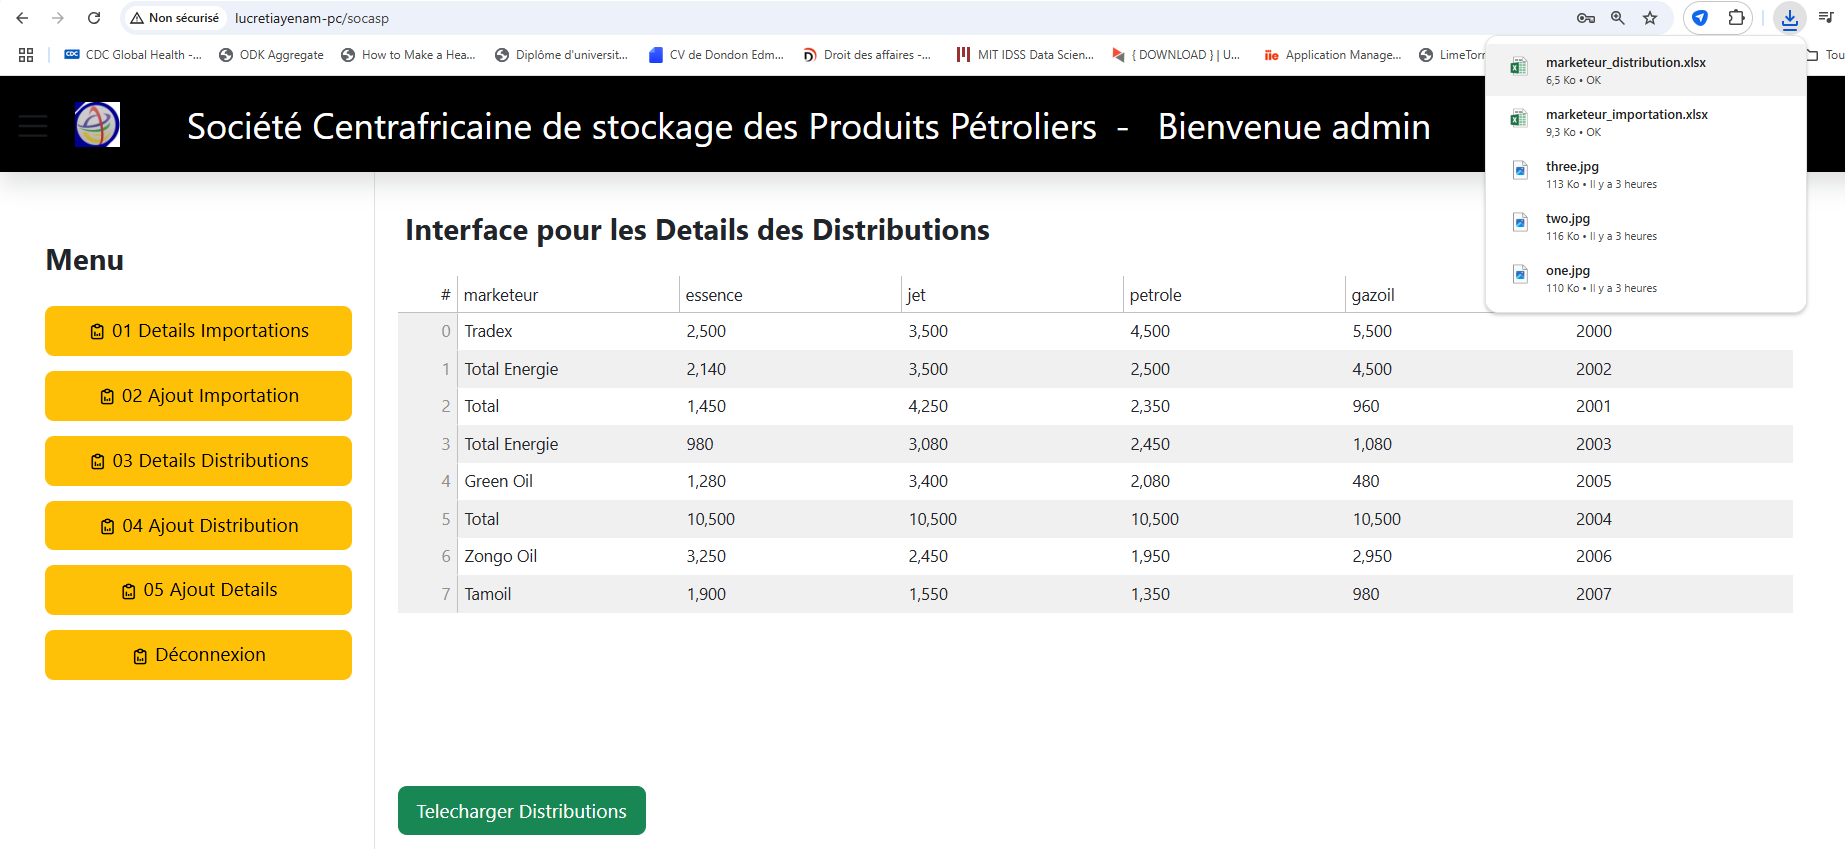 Non sécurisé lucretiayenam-pc/socasp
CDC Global Health -... ODK Aggregate How to Make a Hea... Diplôme d'universit... CV de Dondon Edm... Droit des affaires -... MIT IDSS Data Scien... { DOWNLOAD } | U... Application Manage... LimeTorr Tou
marketeur_distribution.xlsx
6,5 Ko • OK
marketeur_importation.xlsx
9,3 Ko • OK
three.jpg
113 Ko • Il y a 3 heures
two.jpg
116 Ko • Il y a 3 heures
one.jpg
110 Ko • Il y a 3 heures
Société Centrafricaine de stockage des Produits Pétroliers - Bienvenue admin
Menu
01 Details Importations
02 Ajout Importation
03 Details Distributions
04 Ajout Distribution
05 Ajout Details
Déconnexion
Interface pour les Details des Distributions
# marketeur essence jet petrole gazoil
0 Tradex 2,500 3,500 4,500 5,500 2000
1 Total Energie 2,140 3,500 2,500 4,500 2002
2 Total 1,450 4,250 2,350 960 2001
3 Total Energie 980 3,080 2,450 1,080 2003
4 Green Oil 1,280 3,400 2,080 480 2005
5 Total 10,500 10,500 10,500 10,500 2004
6 Zongo Oil 3,250 2,450 1,950 2,950 2006
7 Tamoil 1,900 1,550 1,350 980 2007
Telecharger Distributions